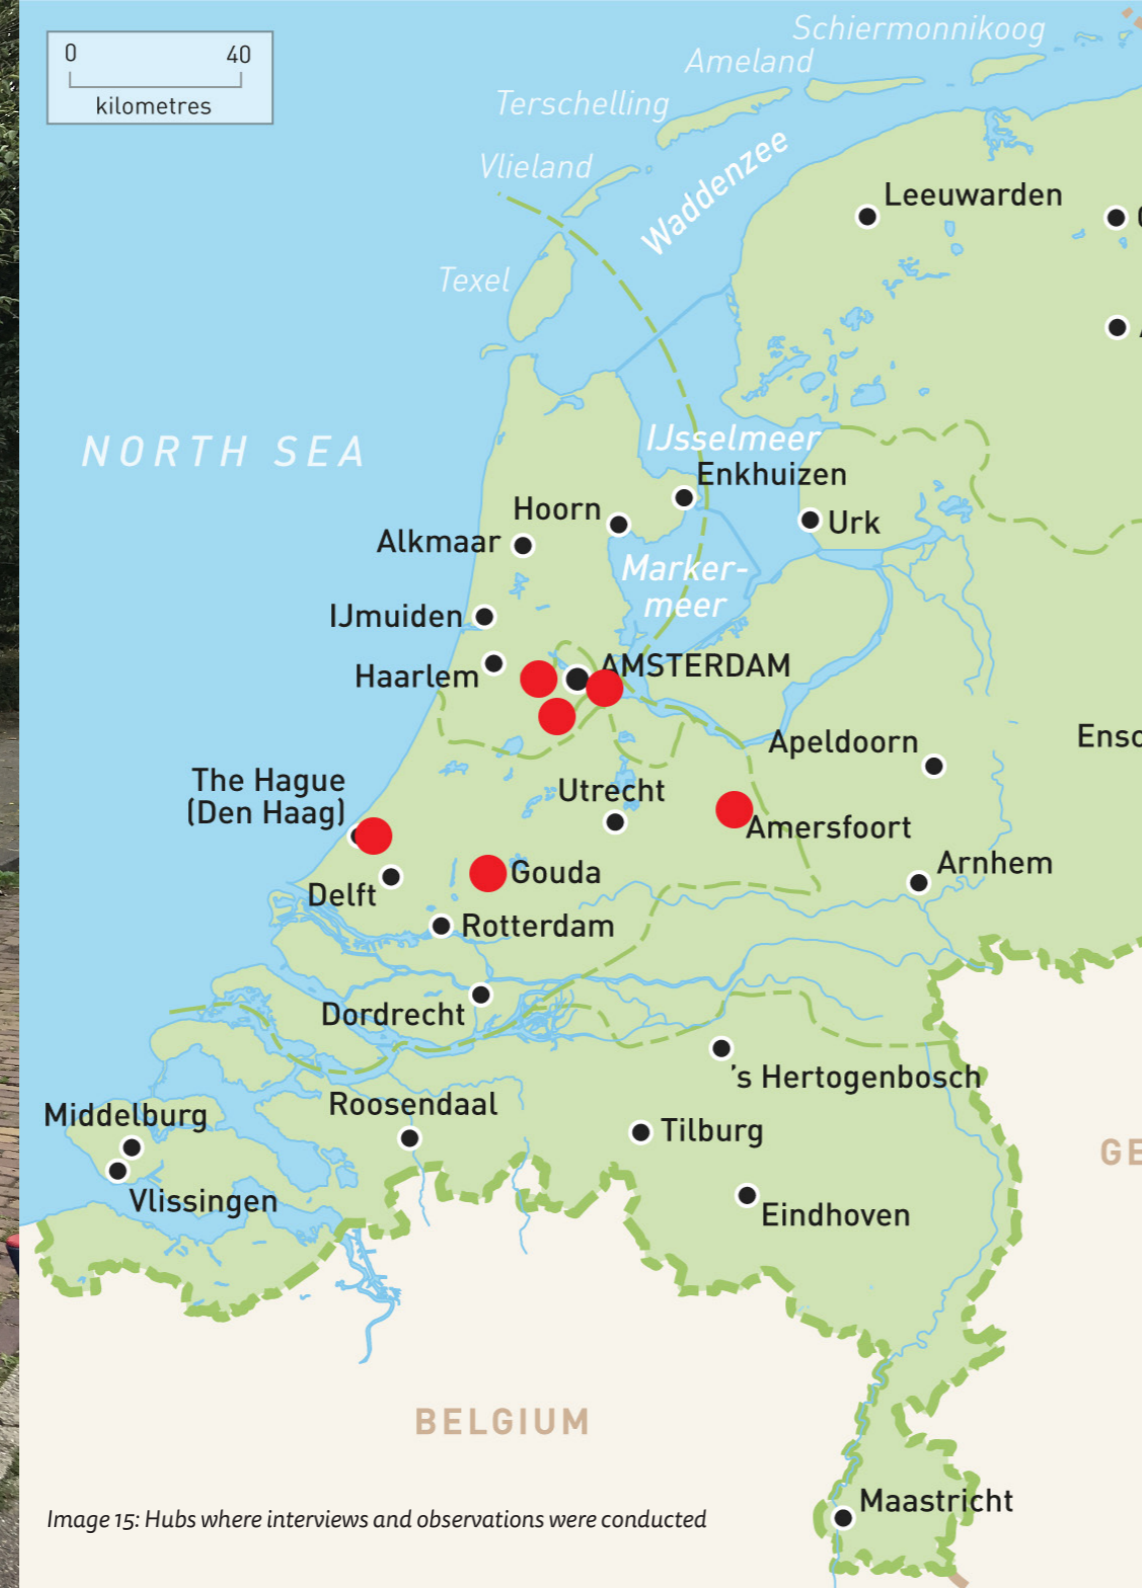 0 40
kilometres
Schiermonnikoog
Ameland
Terschelling
Vlieland
Waddenzee
Leeuwarden
Texel
NORTH SEA
IJsselmeer
Enkhuizen
Hoorn
Urk
Alkmaar
Marker-
meer
IJmuiden
AMSTERDAM
Haarlem
Apeldoorn
The Hague
(Den Haag)
Utrecht
Amersfoort
Arnhem
Gouda
Delft
Rotterdam
Dordrecht
's Hertogenbosch
Roosendaal
Middelburg
Tilburg
Vlissingen
Eindhoven
BELGIUM
Maastricht
Image 15: Hubs where interviews and observations were conducted